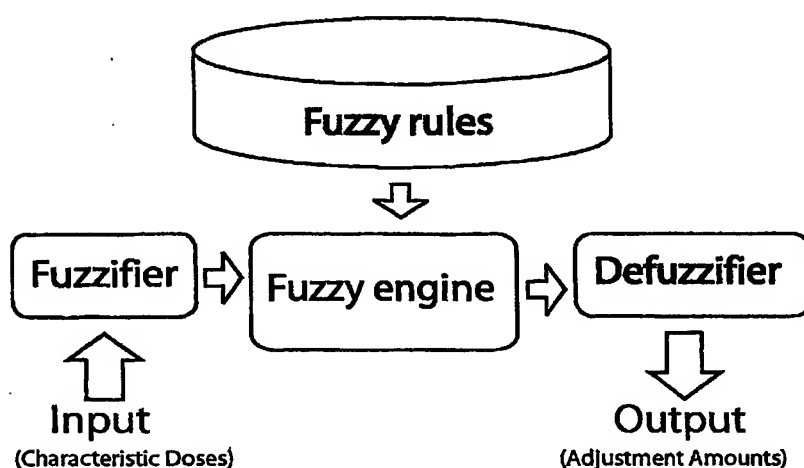 Fuzzy rules
Fuzzifier
Fuzzy engine
Defuzzifier
Input
(Characteristic Doses)
Output
(Adjustment Amounts)